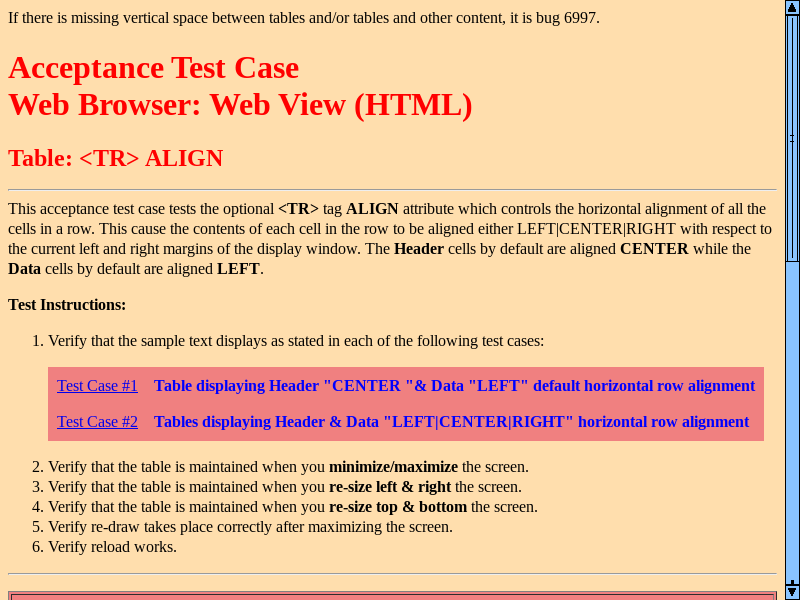 If there is missing vertical space between tables and/or tables and other content, it is bug 6997.
Acceptance Test Case
Web Browser: Web View (HTML)
Table: <TR> ALIGN
This acceptance test case tests the optional <TR> tag ALIGN attribute which controls the horizontal alignment of all the
cells in a row. This cause the contents of each cell in the row to be aligned either LEFT|CENTER|RIGHT with respect to
the current left and right margins of the display window. The Header cells by default are aligned CENTER while the
Data cells by default are aligned LEFT.
Test Instructions:
1. Verify that the sample text displays as stated in each of the following test cases:
Test Case #1 Table displaying Header "CENTER "& Data "LEFT" default horizontal row alignment
Test Case #2 Tables displaying Header & Data "LEFT|CENTER|RIGHT" horizontal row alignment
2. Verify that the table is maintained when you minimize/maximize the screen.
3. Verify that the table is maintained when you re-size left & right the screen.
4. Verify that the table is maintained when you re-size top & bottom the screen.
5. Verify re-draw takes place correctly after maximizing the screen.
6. Verify reload works.